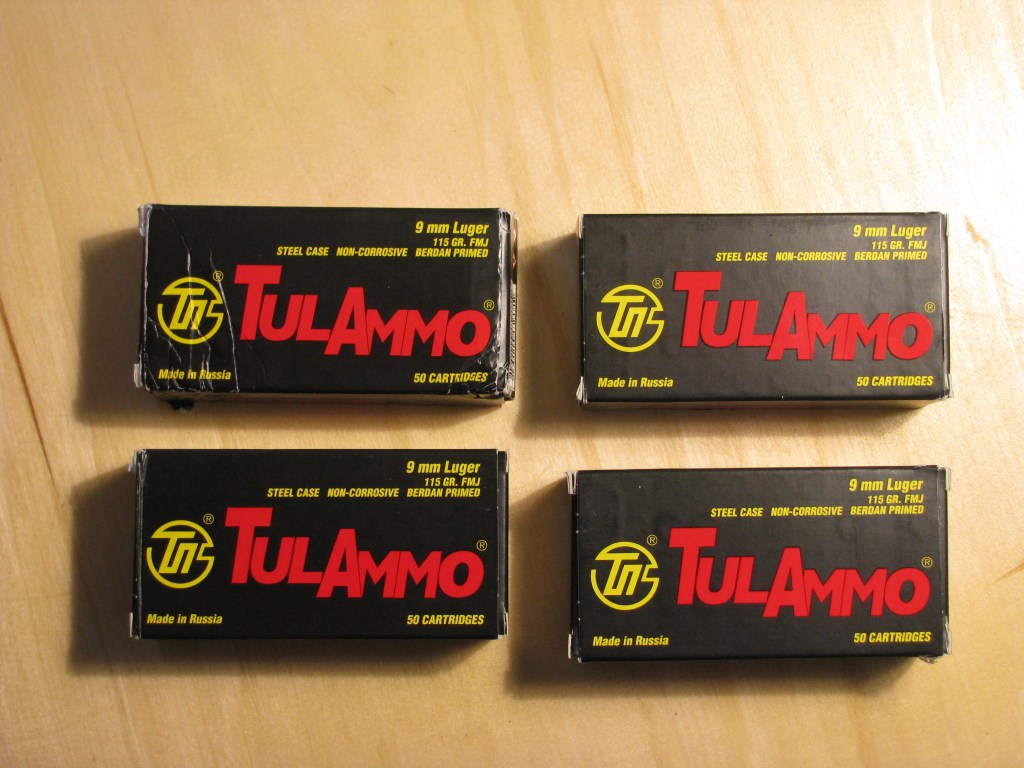 9 mm Luger
115 GR. FMJ
STEEL CASE NON-CORROSIVE BERDAN PRIMED
®
TULAMMO®
Made in Russia
50 CARTRIDGES
9 mm Luger
115 GR. FMJ
STEEL CASE NON-CORROSIVE BERDAN PRIMED
®
TULAMMO®
Made in Russia
50 CARTRIDGES
9 mm Luger
115 GR. FMJ
STEEL CASE NON-CORROSIVE BERDAN PRIMED
®
TULAMMO®
Made in Russia
50 CARTRIDGES
9 mm Luger
115 GR. FMJ
STEEL CASE NON-CORROSIVE BERDAN PRIMED
®
TULAMMO®
Made in Russia
50 CARTRIDGES